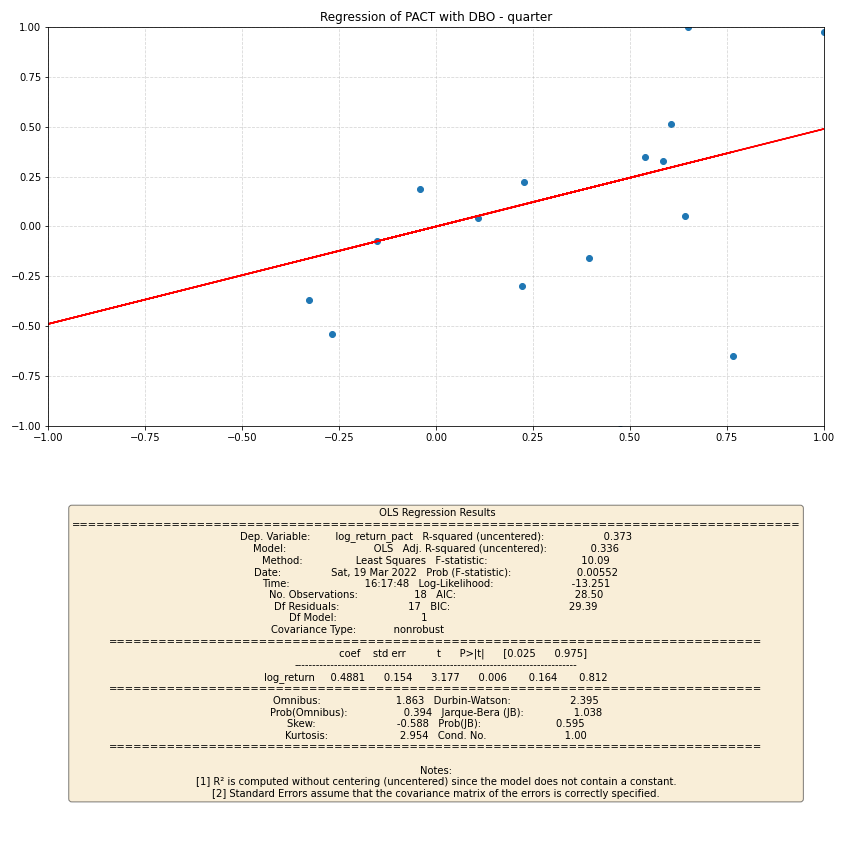 Regression of PACT with DBO - quarter
1.00
0.75
0.50
0.25
0.00
−0.25
−0.50
−0.75
−1.00
−1.00 −0.75 −0.50 −0.25 0.00 0.25 0.50 0.75 1.00
OLS Regression Results
==============================================================================
Dep. Variable: log_return_pact R-squared (uncentered): 0.373
Model: OLS Adj. R-squared (uncentered): 0.336
Method: Least Squares F-statistic: 10.09
Date: Sat, 19 Mar 2022 Prob (F-statistic): 0.00552
Time: 16:17:48 Log-Likelihood: -13.251
No. Observations: 18 AIC: 28.50
Df Residuals: 17 BIC: 29.39
Df Model: 1
Covariance Type: nonrobust
==============================================================================
coef std err t P>|t| [0.025 0.975]
------------------------------------------------------------------------------
log_return 0.4881 0.154 3.177 0.006 0.164 0.812
==============================================================================
Omnibus: 1.863 Durbin-Watson: 2.395
Prob(Omnibus): 0.394 Jarque-Bera (JB): 1.038
Skew: -0.588 Prob(JB): 0.595
Kurtosis: 2.954 Cond. No. 1.00
==============================================================================
Notes:
[1] R² is computed without centering (uncentered) since the model does not contain a constant.
[2] Standard Errors assume that the covariance matrix of the errors is correctly specified.